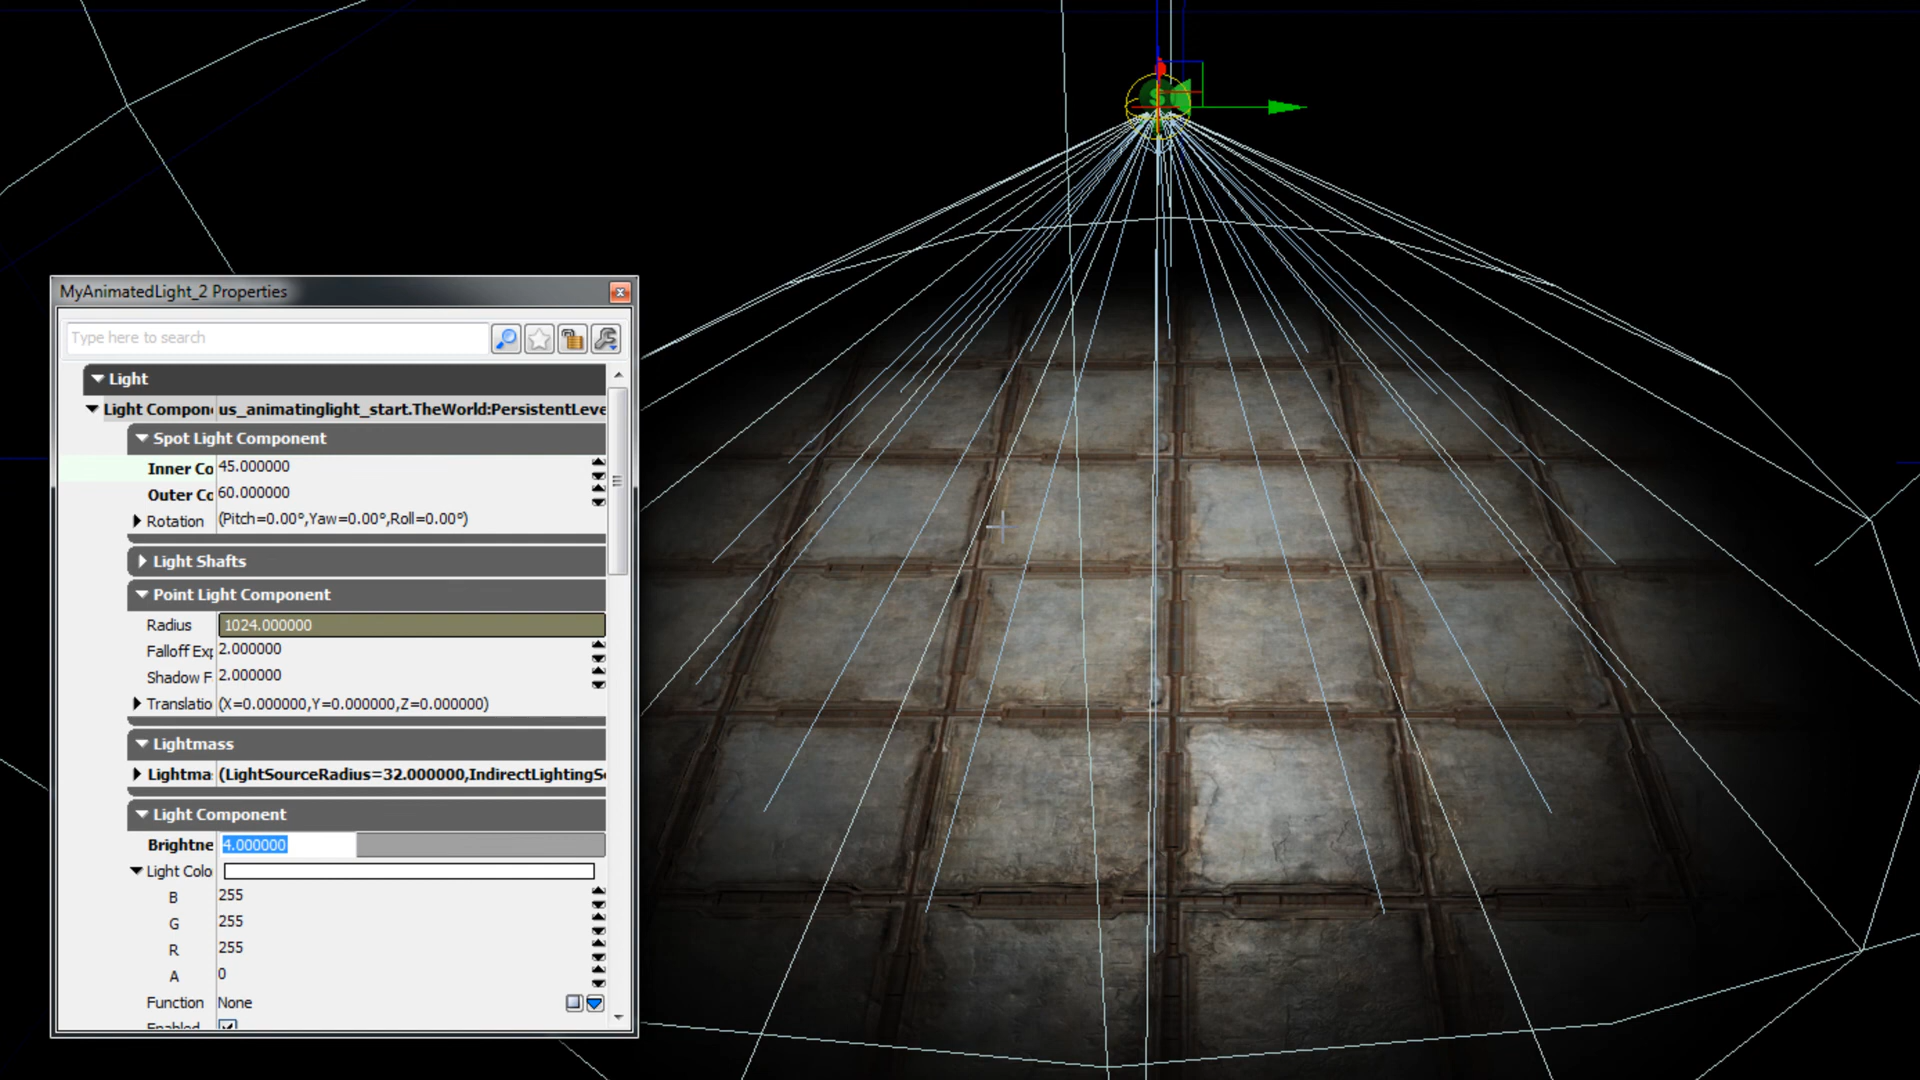 MyAnimatedLight_2 Properties
Type here to search
Light
Light Compon us_animatinglight_start.TheWorld:PersistentLeve
Spot Light Component
Inner Co 45.000000
Outer Co 60.000000
Rotation (Pitch=0.00°,Yaw=0.00°,Roll=0.00°)
Light Shafts
Point Light Component
Radius 1024.000000
Falloff Exp 2.000000
Shadow F 2.000000
Translatio (X=0.000000,Y=0.000000,Z=0.000000)
Lightmass
Lightma (LightSourceRadius=32.000000,IndirectLightingSo
Light Component
Brightne 4.000000
Light Colo
B 255
G 255
R 255
A 0
Function None
Enabled
S